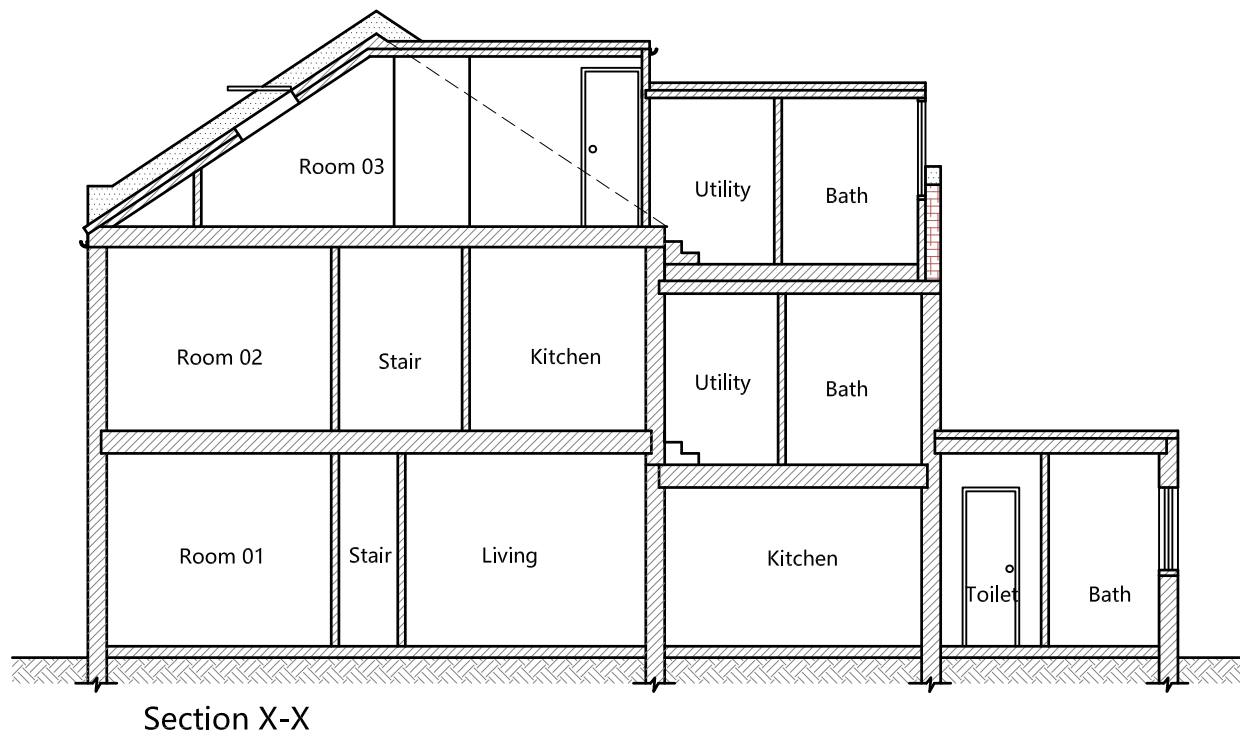 Room 03
Utility
Bath
Room 02
Stair
Kitchen
Utility
Bath
Room 01
Stair
Living
Kitchen
Toilet
Bath
Section X-X